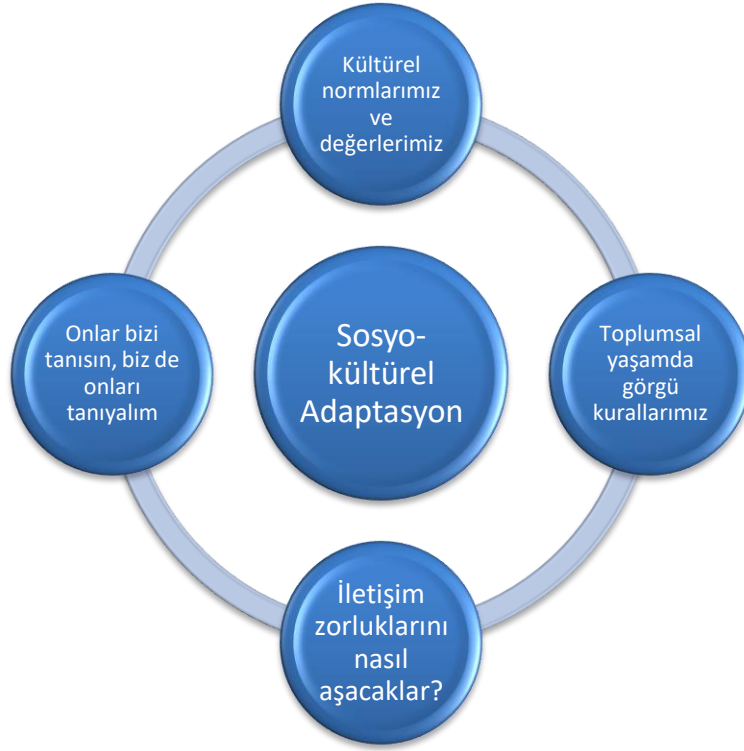 Kültürel
normlarımız
ve
değerlerimiz
Onlar bizi
tanısın, biz de
onları
tanıyalım
Sosyo-
kültürel
Adaptasyon
Toplumsal
yaşamda
görgü
kurallarımız
İletişim
zorluklarını
nasıl
aşacaklar?